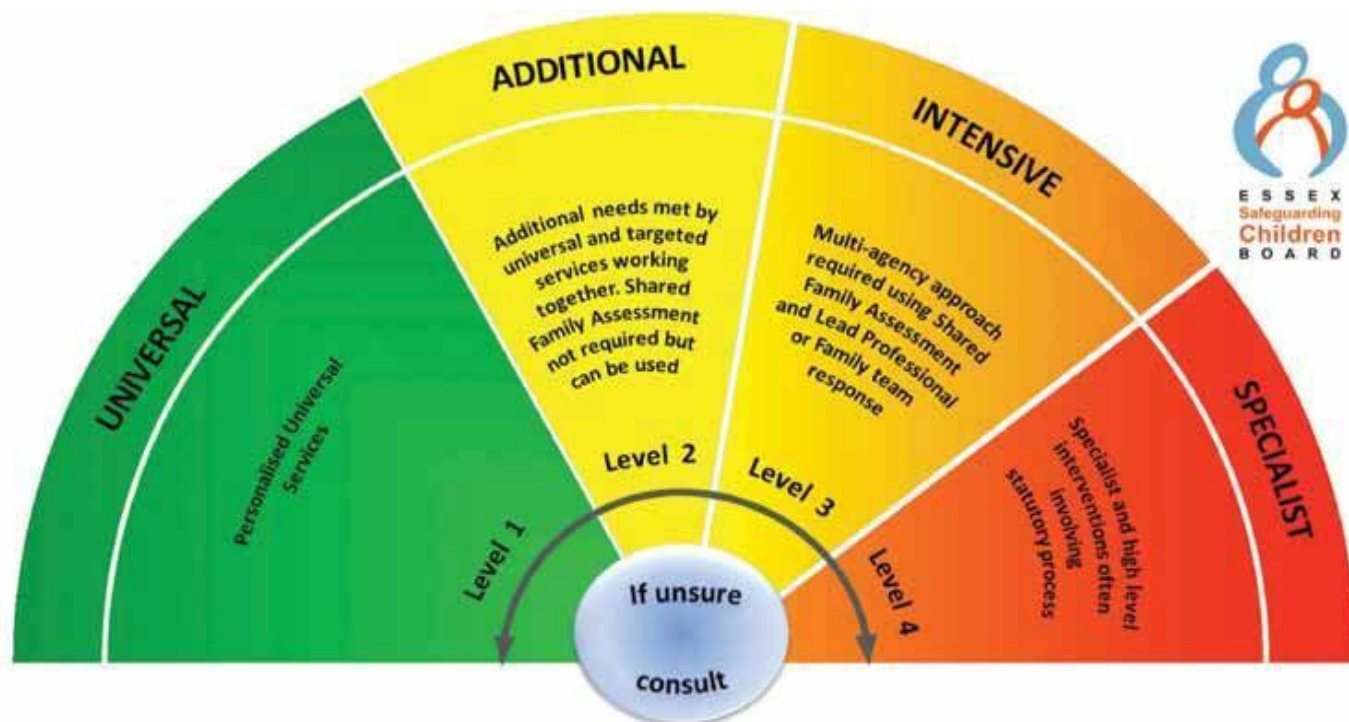 UNIVERSAL
Personalised Universal
Services
Level 1
ADDITIONAL
Additional needs met by
universal and targeted
services working
together. Shared
Family Assessment
not required but
can be used
Level 2
INTENSIVE
Multi-agency approach
required using Shared
Family Assessment
and Lead Professional
or Family team
response
Level 3
SPECIALIST
Specialist and high level
interventions often
involving
statutory process
Level 4
If unsure
consult
ESSEX
Safeguarding
Children
BOARD